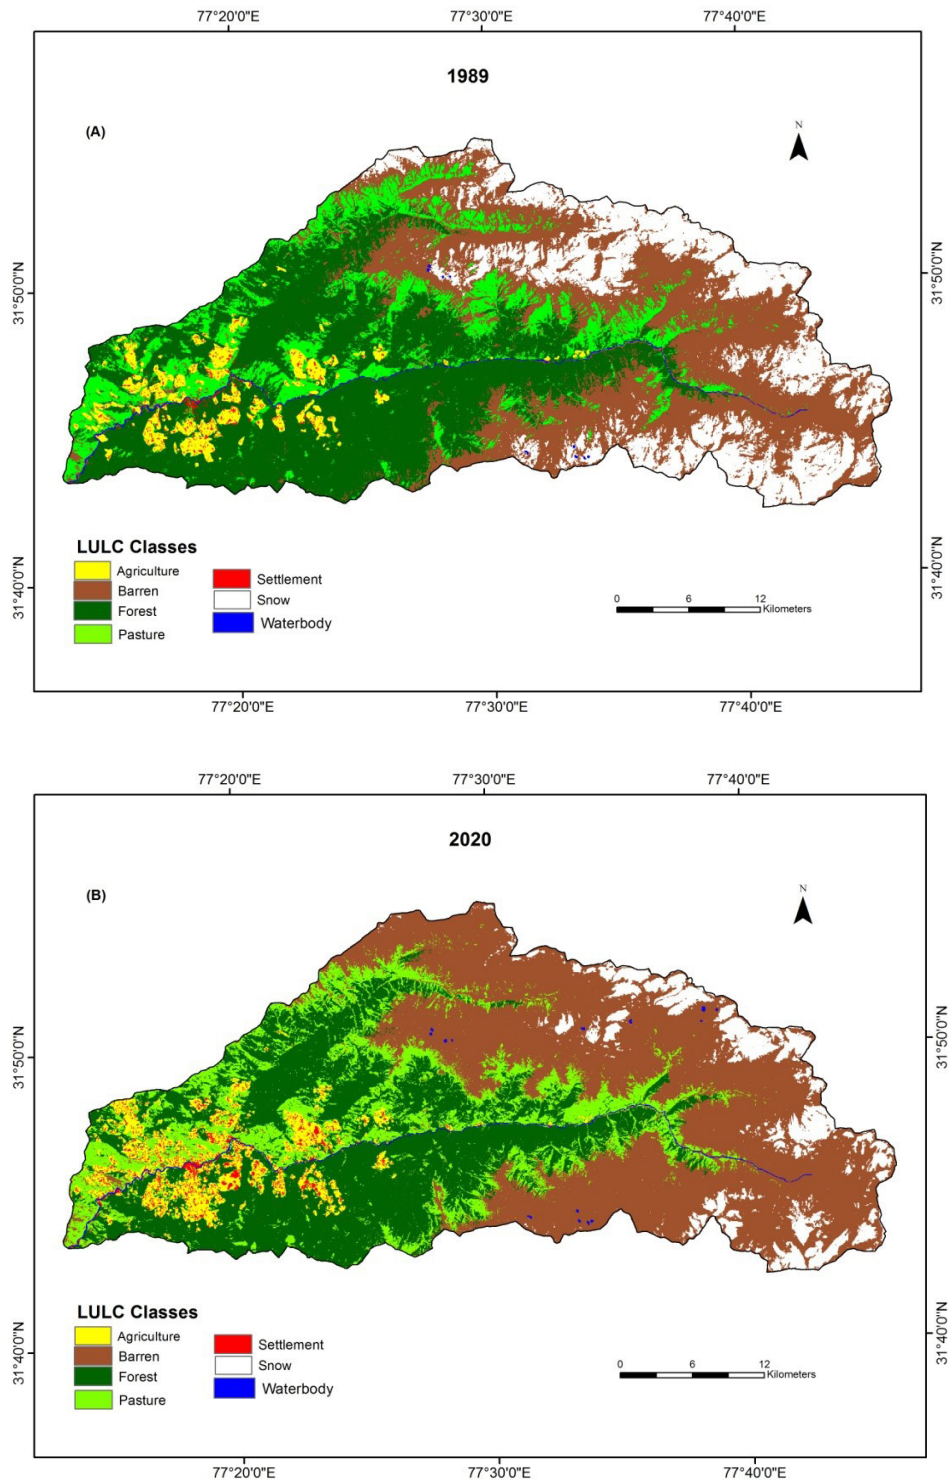 77°20'0"E 77°30'0"E 77°40'0"E
1989
(A)
N
31°50'0"N 31°50'0"N
LULC Classes
Agriculture Settlement
Barren Snow
Forest Waterbody
Pasture
0 6 12
Kilometers
31°40'0"N 31°40'0"N
77°20'0"E 77°30'0"E 77°40'0"E
77°20'0"E 77°30'0"E 77°40'0"E
2020
(B)
N
31°50'0"N 31°50'0"N
LULC Classes
Agriculture Settlement
Barren Snow
Forest Waterbody
Pasture
0 6 12
Kilometers
31°40'0"N 31°40'0"N
77°20'0"E 77°30'0"E 77°40'0"E